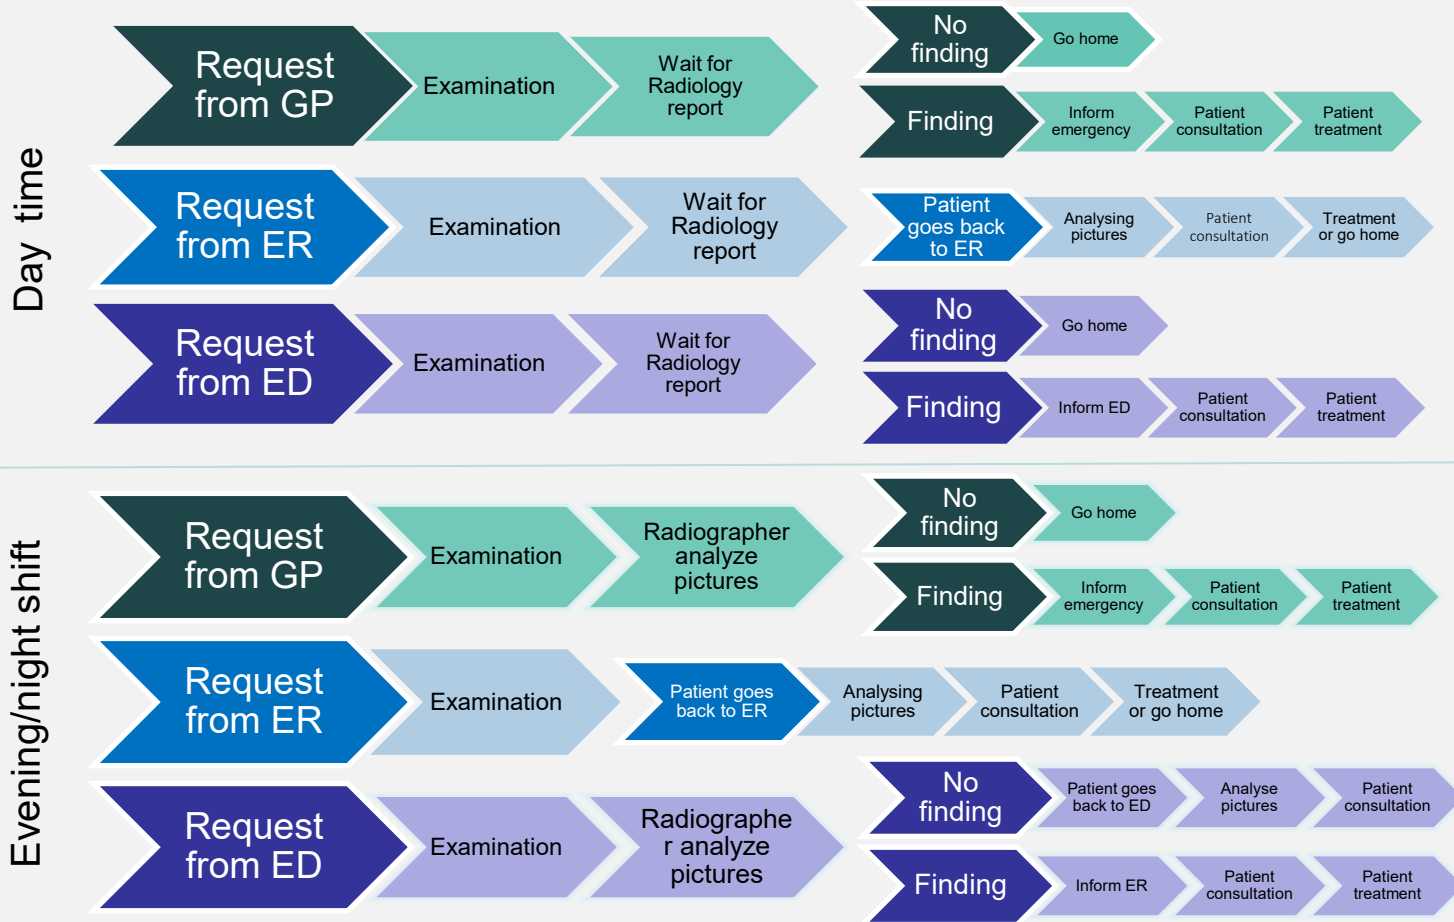 Day time
Request
from GP
Examination
Wait for
Radiology
report
No
finding
Go home
Finding
Inform
emergency
Patient
consultation
Patient
treatment
Request
from ER
Examination
Wait for
Radiology
report
Patient
goes back
to ER
Analysing
pictures
Patient
consultation
Treatment
or go home
Request
from ED
Examination
Wait for
Radiology
report
No
finding
Go home
Finding
Inform ED
Patient
consultation
Patient
treatment
Evening/night shift
Request
from GP
Examination
Radiographer
analyze
pictures
No
finding
Go home
Finding
Inform
emergency
Patient
consultation
Patient
treatment
Request
from ER
Examination
Patient goes
back to ER
Analysing
pictures
Patient
consultation
Treatment
or go home
Request
from ED
Examination
Radiographe
r analyze
pictures
No
finding
Patient goes
back to ED
Analyse
pictures
Patient
consultation
Finding
Inform ER
Patient
consultation
Patient
treatment